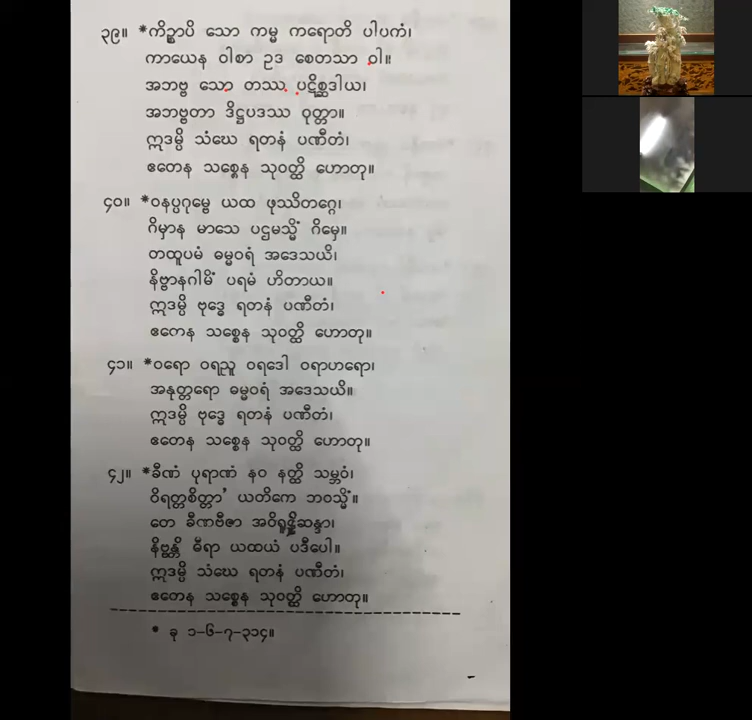 ၃၉။ *ကိဉ္စာပိ သော ကမ္မ ကရောတိ ပါပကံ၊
ကာယေန ဝါစာ ဥဒ စေတသာ ဝါ။
အဘဗ္ဗ သော တဿ ပဋိစ္ဆဒါယ၊
အဘဗ္ဗတာ ဒိဋ္ဌပဒဿ ဝုတ္တာ။
ဣဒမ္ပိ သံဃေ ရတနံ ပဏီတံ၊
ဧတေန သစ္စေန သုဝတ္ထိ ဟောတု။
၄၀။ *ဝနပ္ပဂုမ္ဗေ ယထ ဖုဿိတဂ္ဂေ၊
ဂိမှာန မာသေ ပဌမသ္မိံ ဂိမှေ။
တထူပမံ ဓမ္မဝရံ အဒေသယိ၊
နိဗ္ဗာနဂါမိံ ပရမံ ဟိတာယ။
ဣဒမ္ပိ ဗုဒ္ဓေ ရတနံ ပဏီတံ၊
ဧတေန သစ္စေန သုဝတ္ထိ ဟောတု။
၄၁။ *ဝရော ဝရညူ ဝရဒေါ ဝရာဟရော၊
အနုတ္တရော ဓမ္မဝရံ အဒေသယိ။
ဣဒမ္ပိ ဗုဒ္ဓေ ရတနံ ပဏီတံ၊
ဧတေန သစ္စေန သုဝတ္ထိ ဟောတု။
၄၂။ *ခီဏံ ပုရာဏံ နဝ နတ္ထိ သမ္ဘဝံ၊
ဝိရတ္တစိတ္တာ' ယတိကေ ဘဝသ္မိံ။
တေ ခီဏဗီဇာ အဝိရူဠှိဆန္ဒာ၊
နိဗ္ဗန္တိ ဓီရာ ယထယံ ပဒီပေါ။
ဣဒမ္ပိ သံဃေ ရတနံ ပဏီတံ၊
ဧတေန သစ္စေန သုဝတ္ထိ ဟောတု။
* ခု ၁-၆-၇-၃၁၄။